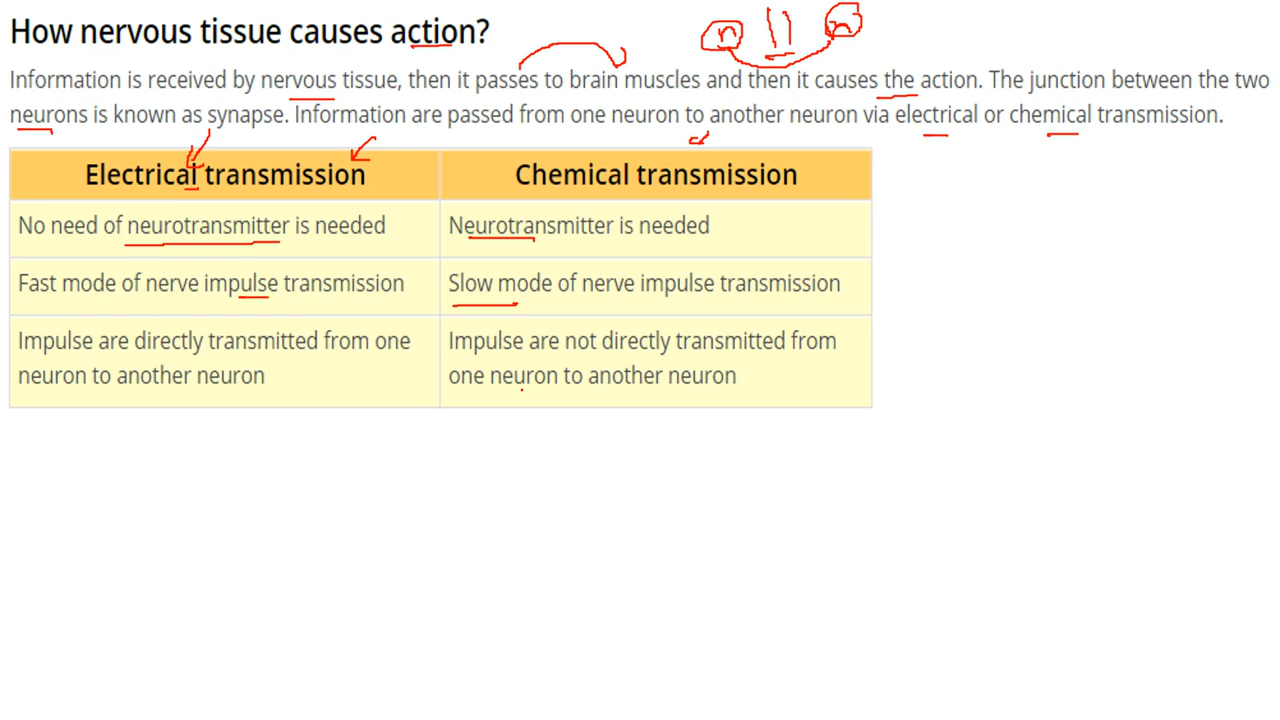 How nervous tissue causes action?
n
n
Information is received by nervous tissue, then it passes to brain muscles and then it causes the action. The junction between the two
neurons is known as synapse. Information are passed from one neuron to another neuron via electrical or chemical transmission.
Electrical transmission
Chemical transmission
No need of neurotransmitter is needed
Neurotransmitter is needed
Fast mode of nerve impulse transmission
Slow mode of nerve impulse transmission
Impulse are directly transmitted from one
neuron to another neuron
Impulse are not directly transmitted from
one neuron to another neuron